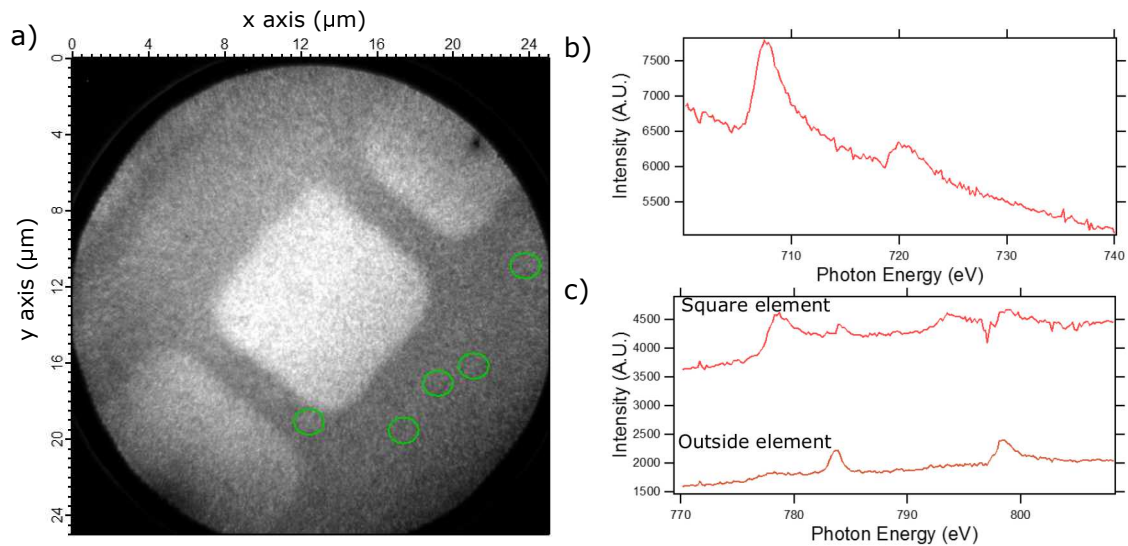 a)
x axis (µm)
0 4 8 12 16 20 24
y axis (µm)
0
4
8
12
16
20
24
b)
Intensity (A.U.)
7500
7000
6500
6000
5500
710 720 730 740
Photon Energy (eV)
c)
Square element
Intensity (A.U.)
4500
4000
3500
3000
2500
2000
1500
Outside element
770 780 790 800
Photon Energy (eV)